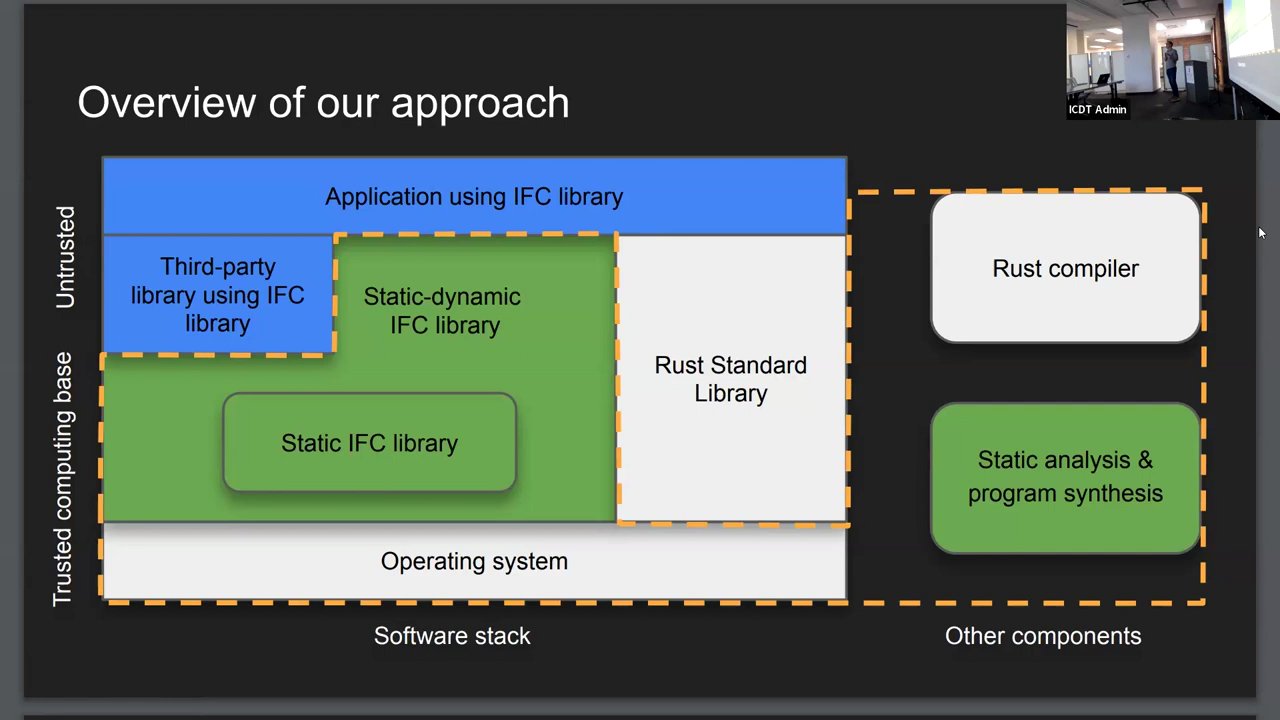 Overview of our approach
ICDT Admin
Application using IFC library
Untrusted
Third-party
library using IFC
library
Static-dynamic
IFC library
Rust Standard
Library
Rust compiler
Trusted computing base
Static IFC library
Static analysis &
program synthesis
Operating system
Software stack
Other components